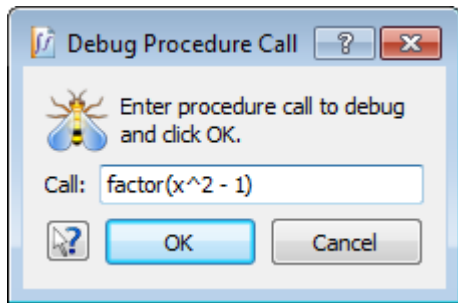 Debug Procedure Call
Enter procedure call to debug
and click OK.
Call: factor(x^2 - 1)
OK Cancel